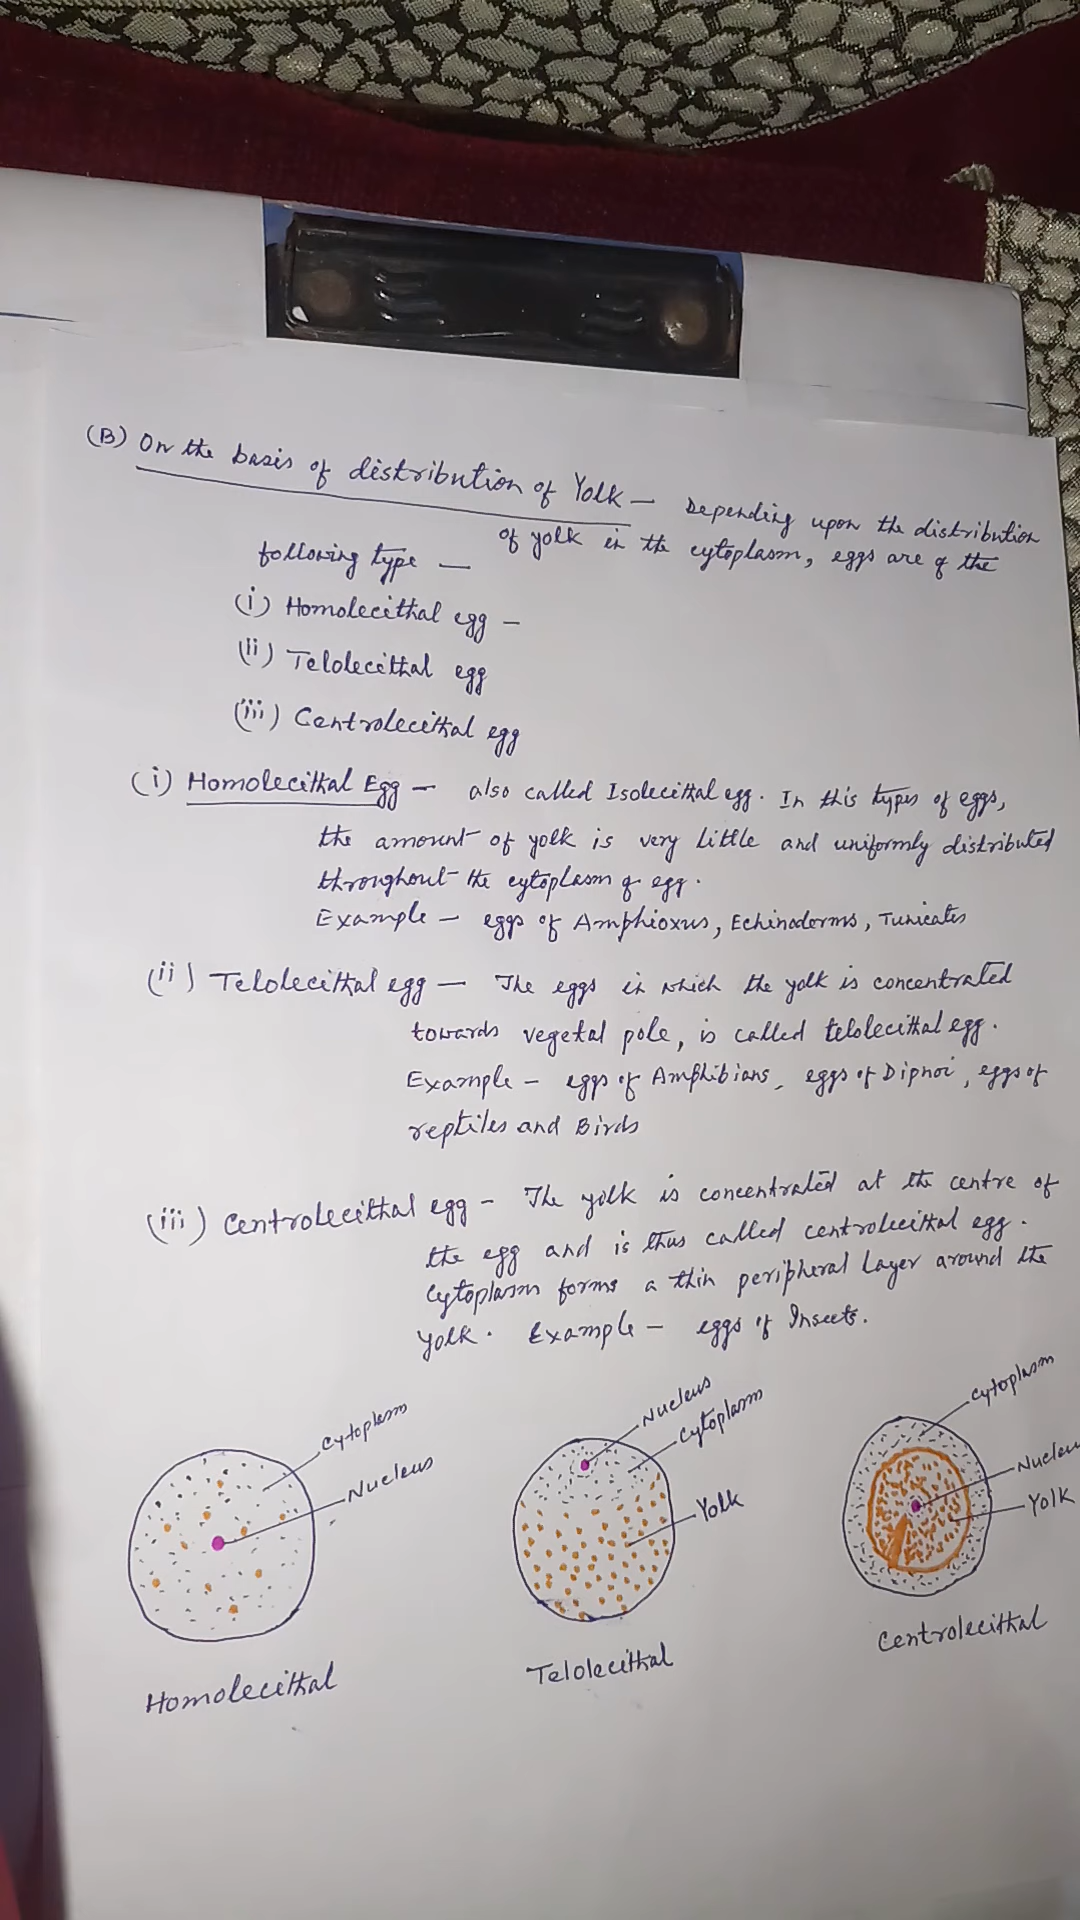 (B) On the basis of distribution of Yolk — Depending upon the distribution
of yolk in the cytoplasm, eggs are of the
following type —
(i) Homolecithal egg –
(ii) Telolecithal egg
(iii) Centrolecithal egg
(i) Homolecithal Egg — also called Isolecithal egg. In this types of eggs,
the amount of yolk is very little and uniformly distributed
throughout the cytoplasm of egg.
Example — eggs of Amphioxus, Echinoderms, Tunicates
(ii) Telolecithal egg — The eggs in which the yolk is concentrated
towards vegetal pole, is called telolecithal egg.
Example — eggs of Amphibians, eggs of Dipnoi, eggs of
reptiles and Birds
(iii) Centrolecithal egg – The yolk is concentrated at the centre of
the egg and is thus called centrolecithal egg.
Cytoplasm forms a thin peripheral layer around the
yolk. Example — eggs of Insects.
Cytoplasm
Nucleus
Homolecithal
Nucleus
Cytoplasm
Yolk
Telolecithal
Cytoplasm
Nucleus
Yolk
Centrolecithal